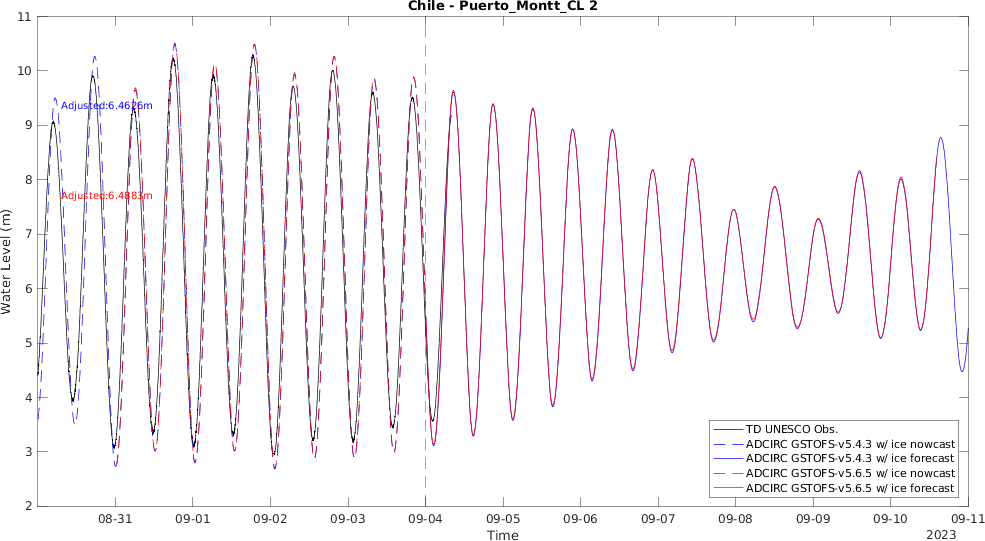 Chile - Puerto_Montt_CL 2
Water Level (m)
11
10
9
8
7
6
5
4
3
2
Adjusted:6.4626m
Adjusted:6.4883m
TD UNESCO Obs.
ADCIRC GSTOFS-v5.4.3 w/ ice nowcast
ADCIRC GSTOFS-v5.4.3 w/ ice forecast
ADCIRC GSTOFS-v5.6.5 w/ ice nowcast
ADCIRC GSTOFS-v5.6.5 w/ ice forecast
08-31 09-01 09-02 09-03 09-04 09-05 09-06 09-07 09-08 09-09 09-10 09-11
Time
2023